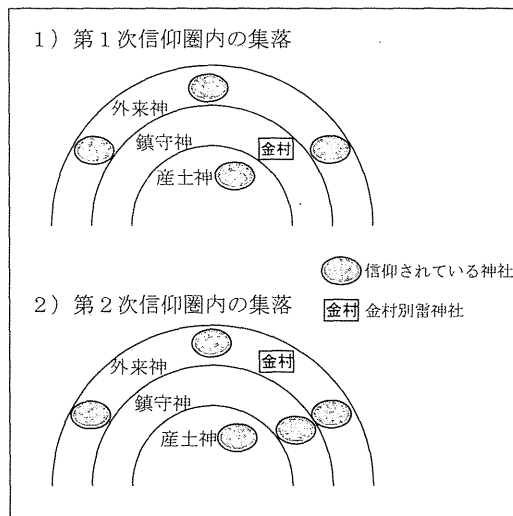 1）第1次信仰圏内の集落
外来神
鎮守神
金村
産土神
信仰されている神社
金村 金村別雷神社
2）第2次信仰圏内の集落
金村
外来神
鎮守神
産土神